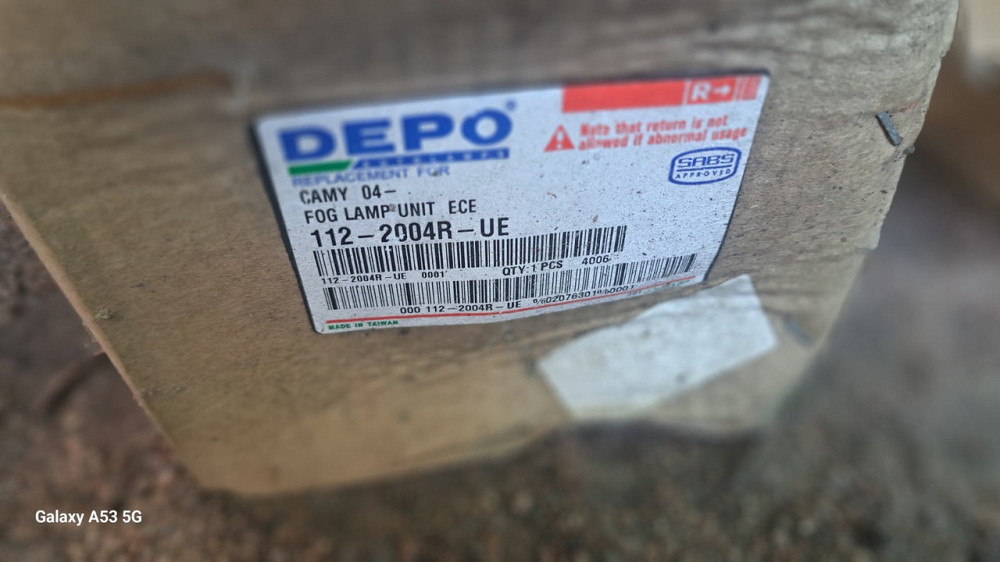 DEPO®
AUTOLAMPS
REPLACEMENT FOR
R→
Note that return is not
allowed if abnormal usage
SABS
APPROVED
CAMY 04-
FOG LAMP UNIT ECE
112-2004R-UE
112-2004R-UE 0001 QTY:1 PCS 4006
000 112-2004R-UE
MADE IN TAIWAN
Galaxy A53 5G